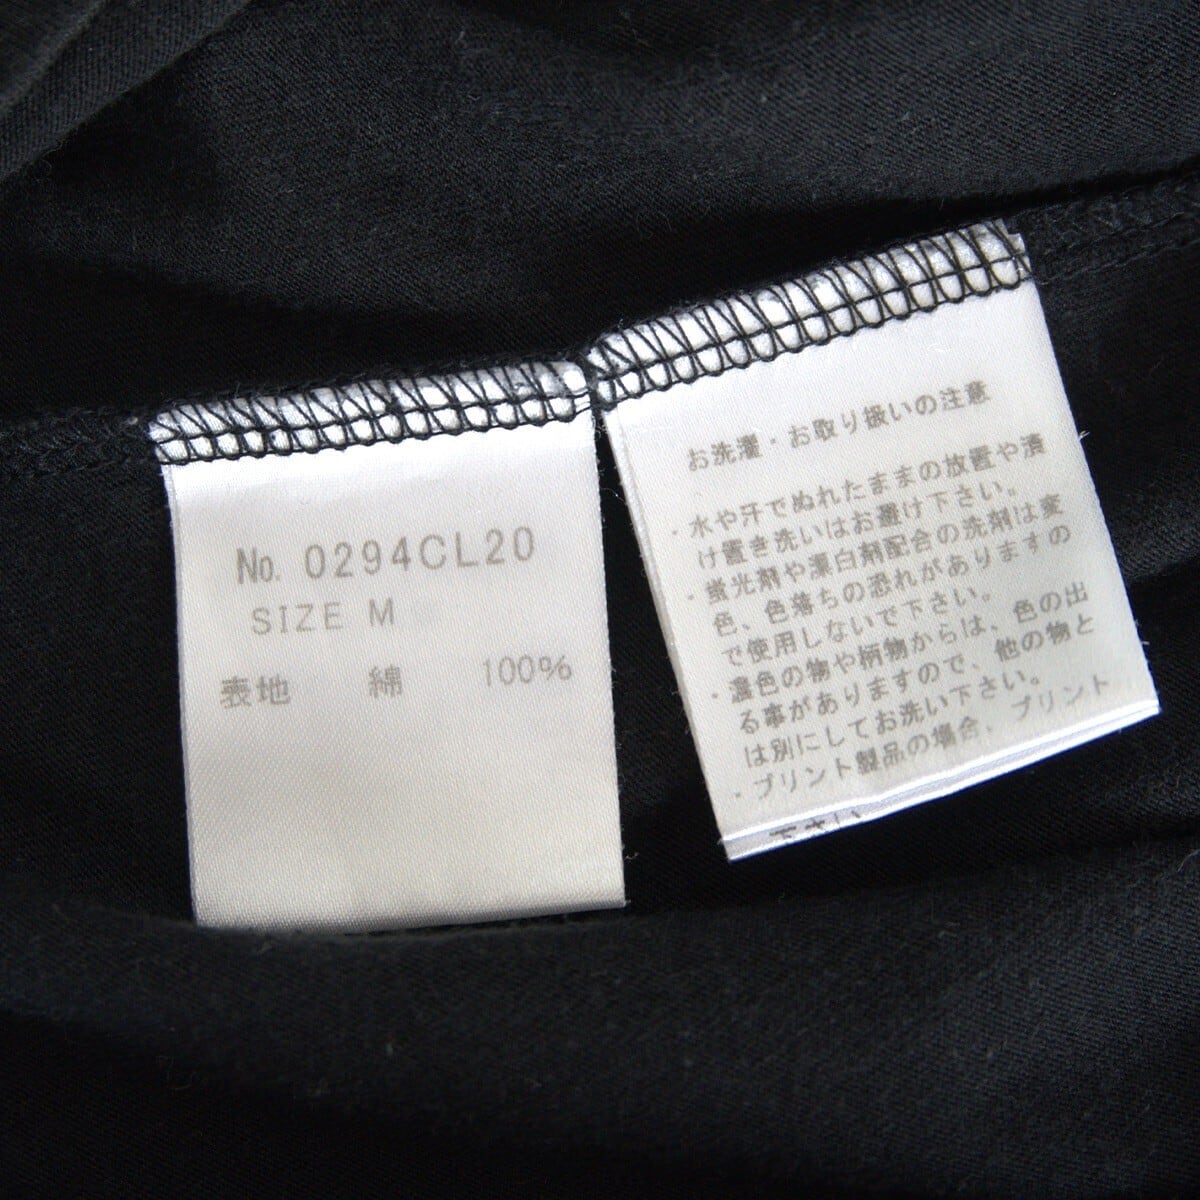 No. 0294CL20
SIZE M
表地 綿 100%
お洗濯・お取り扱いの注意
・水や汗でぬれたままの放置や漬
け置き洗いはお避け下さい。
・蛍光剤や漂白剤配合の洗剤は変
色、色落ちの恐れがありますの
で使用しないで下さい。
・濃色の物や柄物からは、色の出
る事がありますので、他の物と
は別にしてお洗い下さい。
・プリント製品の場合、プリント
下さい